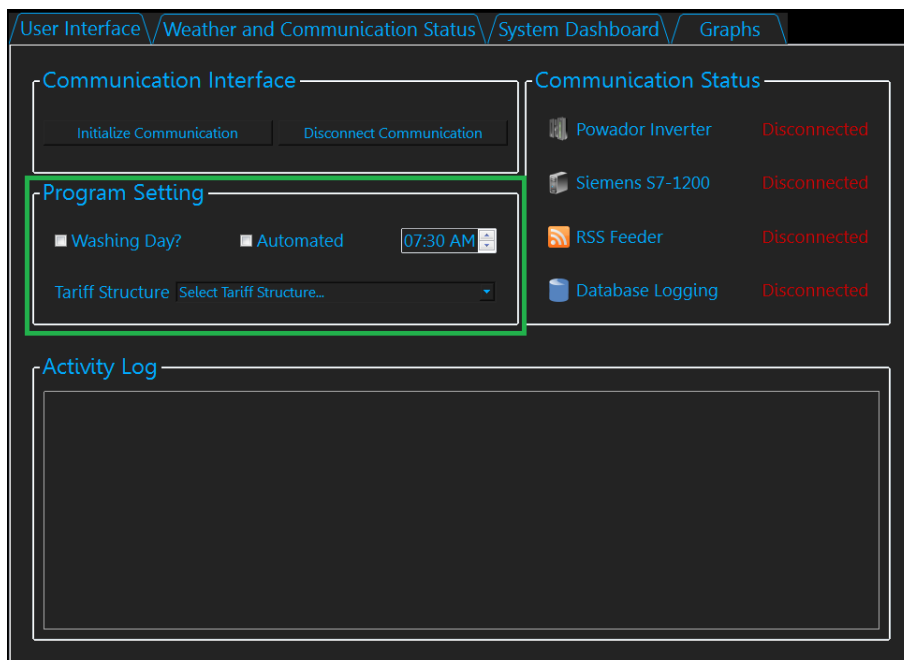 User Interface Weather and Communication Status System Dashboard Graphs
Communication Interface
Initialize Communication Disconnect Communication
Program Setting
Washing Day? Automated 07:30 AM
Tariff Structure Select Tariff Structure...
Communication Status
Powador Inverter Disconnected
Siemens S7-1200 Disconnected
RSS Feeder Disconnected
Database Logging Disconnected
Activity Log